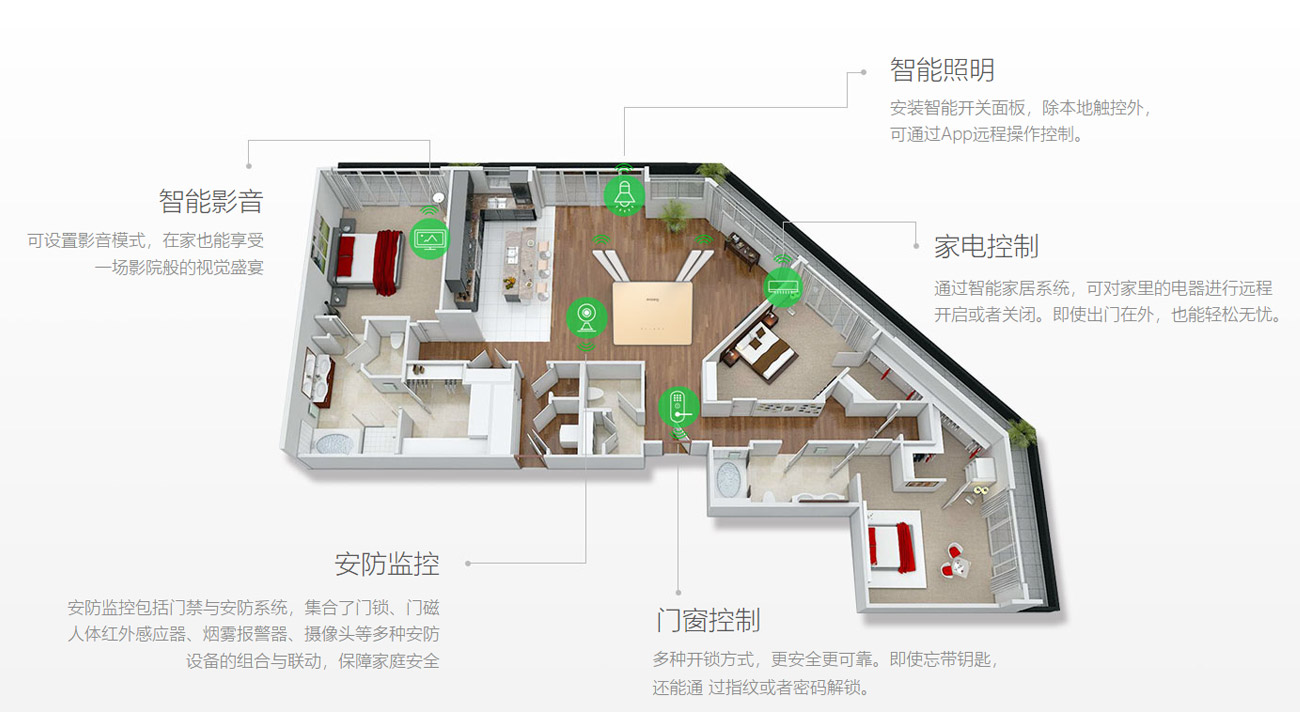 智能照明
安装智能开关面板，除本地触控外，
可通过App远程操作控制。
智能影音
可设置影音模式，在家也能享受
一场影院般的视觉盛宴
家电控制
通过智能家居系统，可对家里的电器进行远程
开启或者关闭。即使出门在外，也能轻松无忧。
安防监控
安防监控包括门禁与安防系统，集合了门锁、门磁
人体红外感应器、烟雾报警器、摄像头等多种安防
设备的组合与联动，保障家庭安全
门窗控制
多种开锁方式，更安全更可靠。即使忘带钥匙，
还能通 过指纹或者密码解锁。